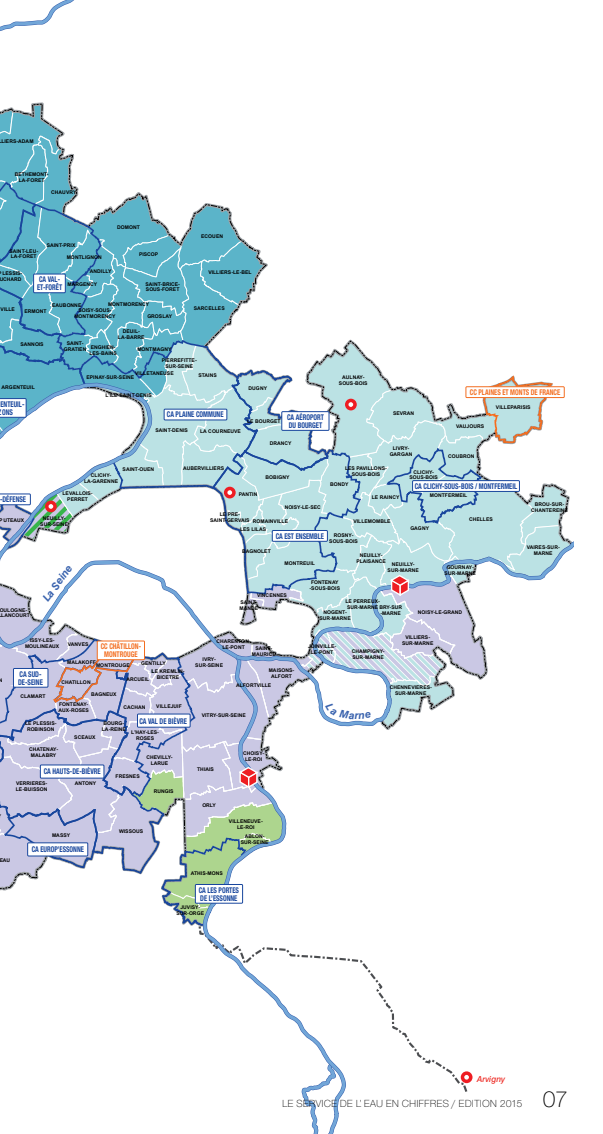 LLIERS-ADAM
BETHEMONT-
LA-FORET
CHAUVRY
DOMONT
ECOUEN
SAINT-PRIX
PISCOP
SAINT-LEU-
LA-FORET
MONTLIGNON
VILLIERS-LE-BEL
ANDILLY
LESSIS-
UCHARD
CA VAL-
ET-FORÊT
MARGENCY
SAINT-BRICE-
SOUS-FORET
EAUBONNE
MONTMORENCY
SARCELLES
VILLE
ERMONT
SOISY-SOUS-
MONTMORENCY
GROSLAY
DEUIL-
LA-BARRE
SANNOIS
SAINT-
GRATIEN
ENGHIEN-
LES-BAINS
MONTMAGNY
PIERREFITTE-
SUR-SEINE
VILLETANEUSE
STAINS
EPINAY-SUR-SEINE
ARGENTEUIL
L'ILE-SAINT-DENIS
ENTEUIL-
ZONS
DUGNY
AULNAY-
SOUS-BOIS
CC PLAINES ET MONTS DE FRANCE
VILLEPARISIS
CA PLAINE COMMUNE
LE BOURGET
CA AÉROPORT
DU BOURGET
SEVRAN
VAUJOURS
SAINT-DENIS
LA COURNEUVE
DRANCY
LIVRY-
GARGAN
COUBRON
SAINT-OUEN
AUBERVILLIERS
CLICHY-
LA-GARENNE
BOBIGNY
LES PAVILLONS-
SOUS-BOIS
CLICHY-
SOUS-BOIS
BONDY
CA CLICHY-SOUS-BOIS / MONTFERMEIL
-DÉFENSE
LEVALLOIS-
PERRET
PANTIN
LE RAINCY
MONTFERMEIL
BROU-SUR-
CHANTEREINE
PUTEAUX
NEUILLY-
SUR-SEINE
LE PRE-
SAINT-GERVAIS
NOISY-LE-SEC
ROMAINVILLE
LES LILAS
VILLEMOMBLE
CHELLES
GAGNY
CA EST ENSEMBLE
ROSNY-
SOUS-BOIS
BAGNOLET
VAIRES-SUR-
MARNE
MONTREUIL
NEUILLY-
PLAISANCE
NEUILLY-
SUR-MARNE
GOURNAY-
SUR-MARNE
FONTENAY
-SOUS-BOIS
VINCENNES
SAINT-
MANDE
LE PERREUX-
SUR-MARNE
BRY-SUR-
MARNE
NOISY-LE-GRAND
NOGENT-
SUR-MARNE
La Seine
OULOGNE-
LLANCOURT
VILLIERS-
SUR-MARNE
ISSY-LES-
MOULINEAUX
VANVES
CC CHÂTILLON-
MONTROUGE
CHARENTON-
LE-PONT
SAINT-
MAURICE
JOINVILLE-
LE-PONT
CHAMPIGNY-
SUR-MARNE
MALAKOFF
MONTROUGE
GENTILLY
LE KREMLIN-
BICETRE
IVRY-
SUR-SEINE
MAISONS-
ALFORT
CA SUD-
DE-SEINE
CHATILLON
ARCUEIL
ALFORTVILLE
CHENNEVIERES-
SUR-MARNE
CLAMART
BAGNEUX
FONTENAY-
AUX-ROSES
CACHAN
VILLEJUIF
VITRY-SUR-SEINE
La Marne
LE PLESSIS-
ROBINSON
BOURG-
LA-REINE
CA VAL DE BIÈVRE
SCEAUX
L'HAY-LES-
ROSES
CHATENAY-
MALABRY
CHEVILLY-
LARUE
CHOISY-
LE-ROI
CA HAUTS-DE-BIÈVRE
FRESNES
THIAIS
VERRIERES-
LE-BUISSON
ANTONY
RUNGIS
ORLY
MASSY
WISSOUS
VILLENEUVE-
LE-ROI
CA EUROP'ESSONNE
ABLON-
SUR-SEINE
EAU
ATHIS-MONS
CA LES PORTES
DE L'ESSONNE
JUVISY-
SUR-ORGE
Arvigny
LE SERVICE DE L' EAU EN CHIFFRES / EDITION 2015 07